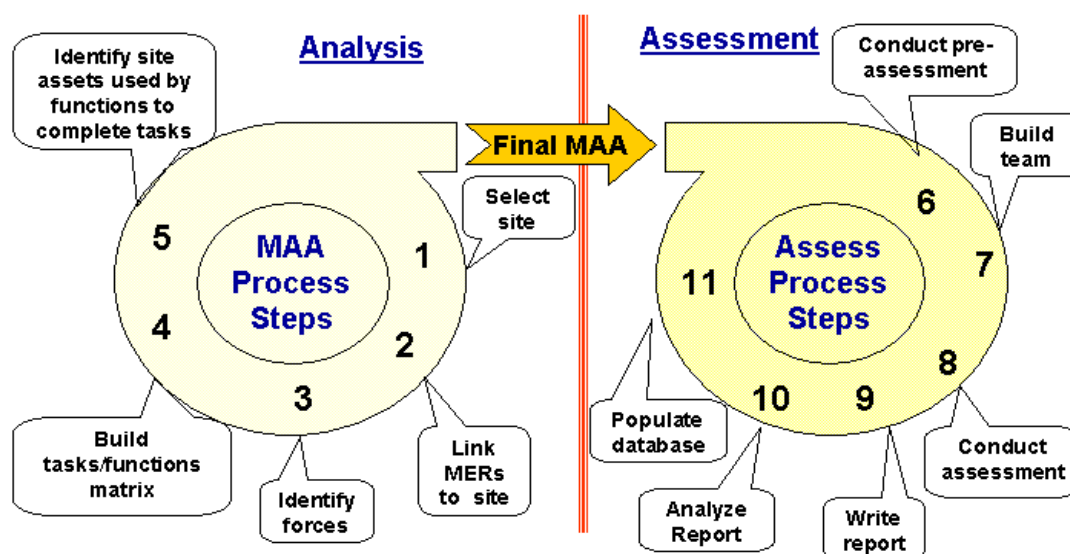 Analysis
Identify site
assets used by
functions to
complete tasks
MAA
Process
Steps
1
2
3
4
5
Select
site
Link
MERs
to site
Identify
forces
Build
tasks/functions
matrix
Final MAA
Assessment
Conduct pre-
assessment
Build
team
Assess
Process
Steps
6
7
8
9
10
11
Conduct
assessment
Write
report
Analyze
Report
Populate
database